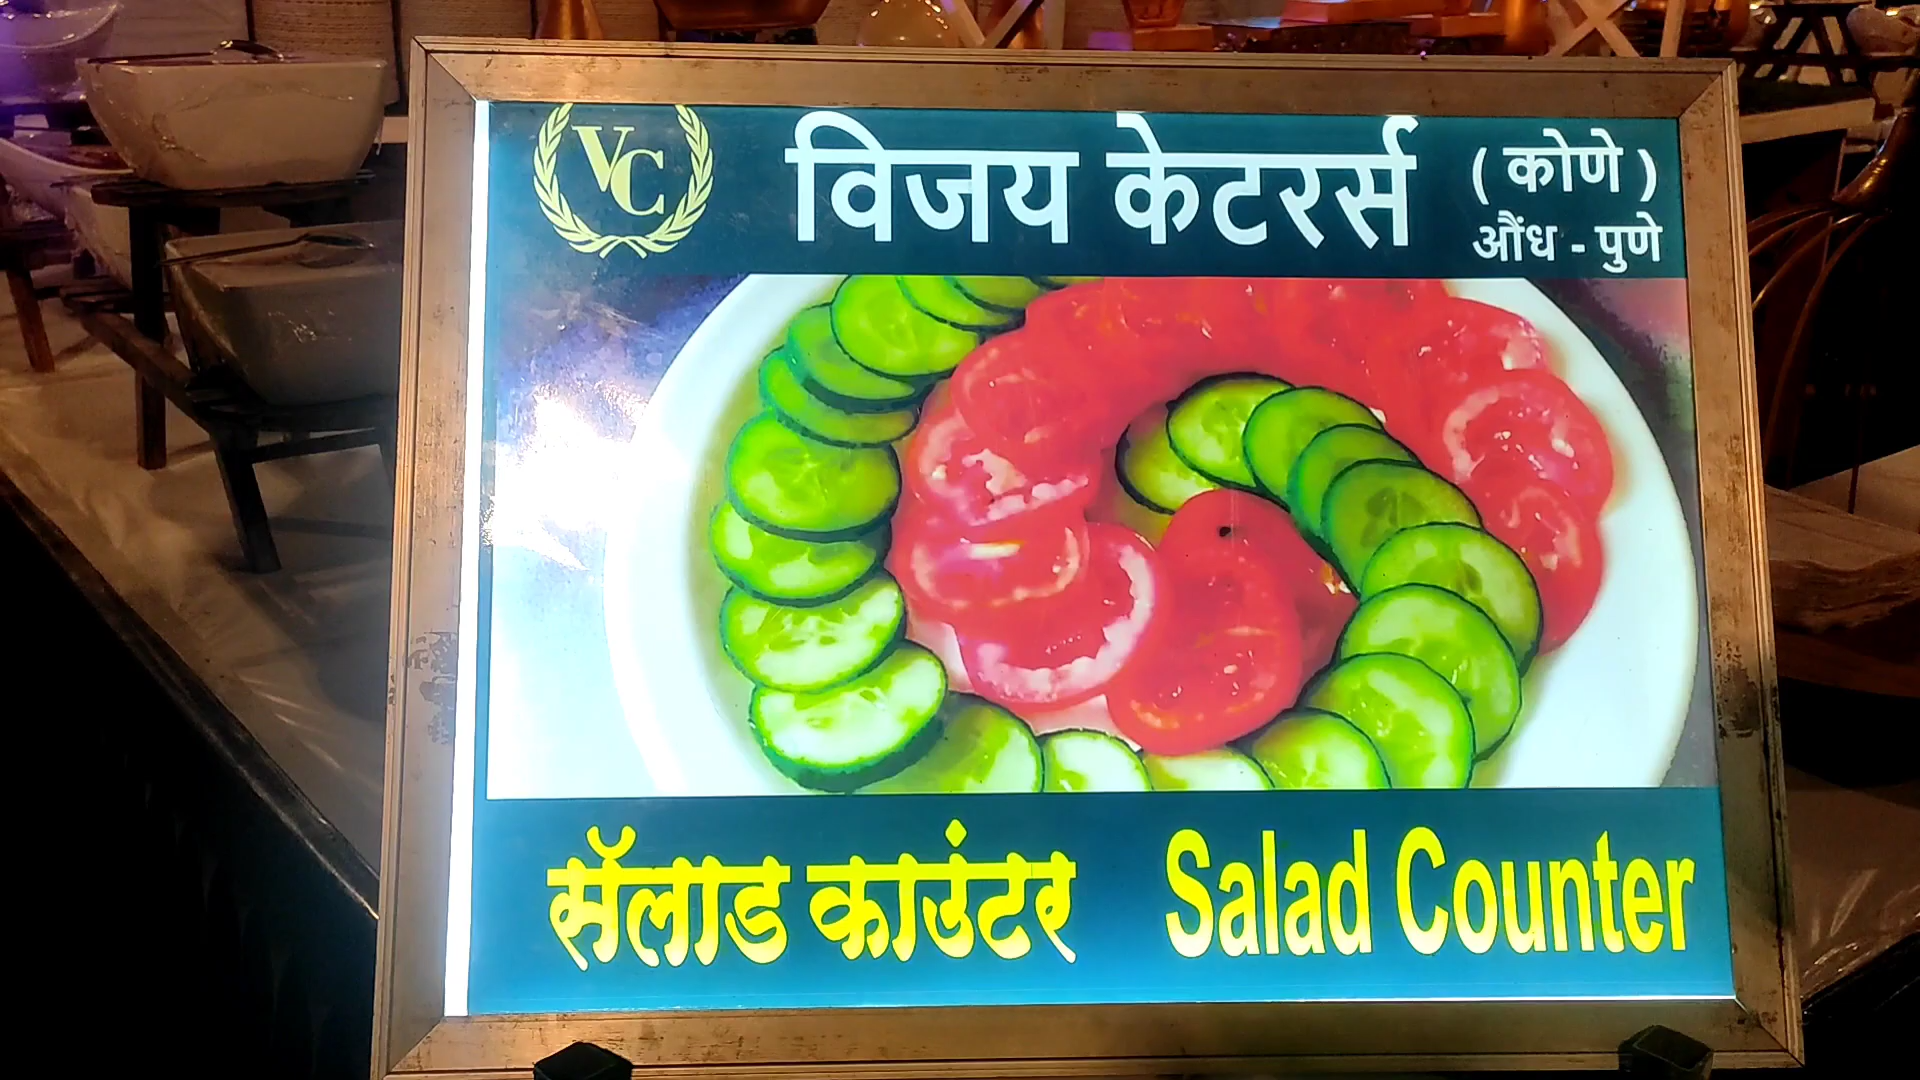 VC
विजय केटरर्स
( कोणे )
औंध - पुणे
सॅलाड काउंटर Salad Counter